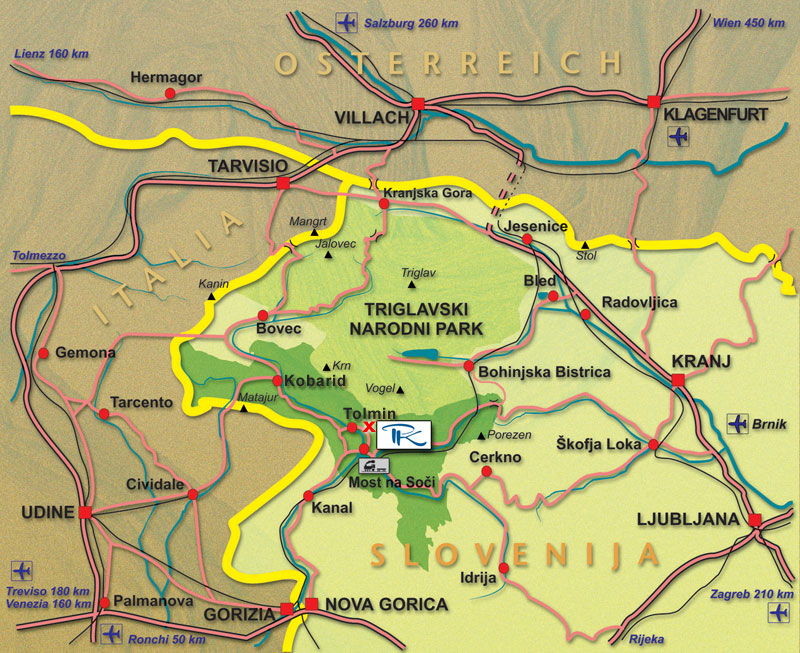 Salzburg 260 km
Wien 450 km
Lienz 160 km
OSTERREICH
Hermagor
VILLACH
KLAGENFURT
TARVISIO
Kranjska Gora
ITALIA
Mangrt
Jalovec
Jesenice
Stol
Tolmezzo
Kanin
Triglav
Bled
Radovljica
TRIGLAVSKI
NARODNI PARK
Bovec
Gemona
Krn
Bohinjska Bistrica
KRANJ
Kobarid
Vogel
Matajur
Tarcento
Tolmin
X
Brnik
Porezen
Škofja Loka
Cerkno
Most na Soči
Cividale
Kanal
UDINE
LJUBLJANA
SLOVENIJA
Idrija
Treviso 180 km
Venezia 160 km
Palmanova
GORIZIA
NOVA GORICA
Zagreb 210 km
Ronchi 50 km
Rijeka